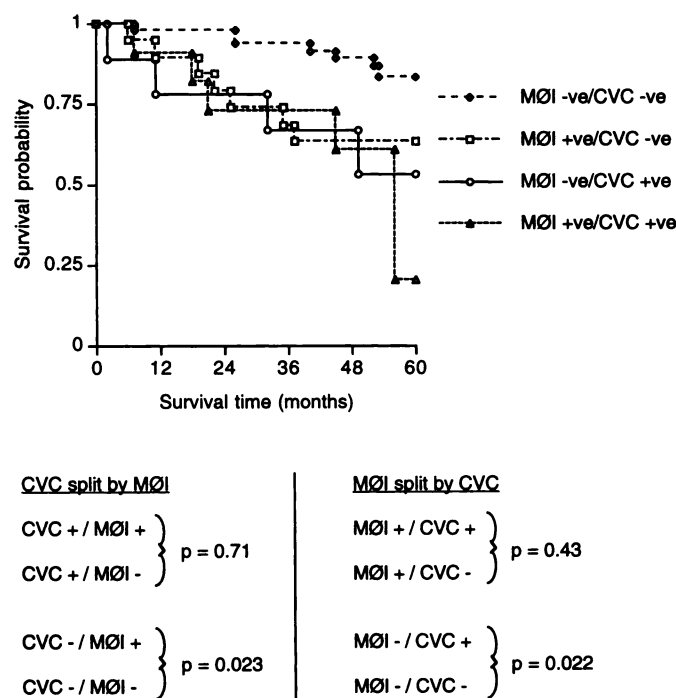 1
0.75
0.5
0.25
0
Survival probability
0 12 24 36 48 60
Survival time (months)
MØI -ve/CVC -ve
MØI +ve/CVC -ve
MØI -ve/CVC +ve
MØI +ve/CVC +ve
CVC split by MØI
CVC + / MØI +
CVC + / MØI -
p = 0.71
CVC - / MØI +
CVC - / MØI -
p = 0.023
MØI split by CVC
MØI + / CVC +
MØI + / CVC -
p = 0.43
MØI - / CVC +
MØI - / CVC -
p = 0.022